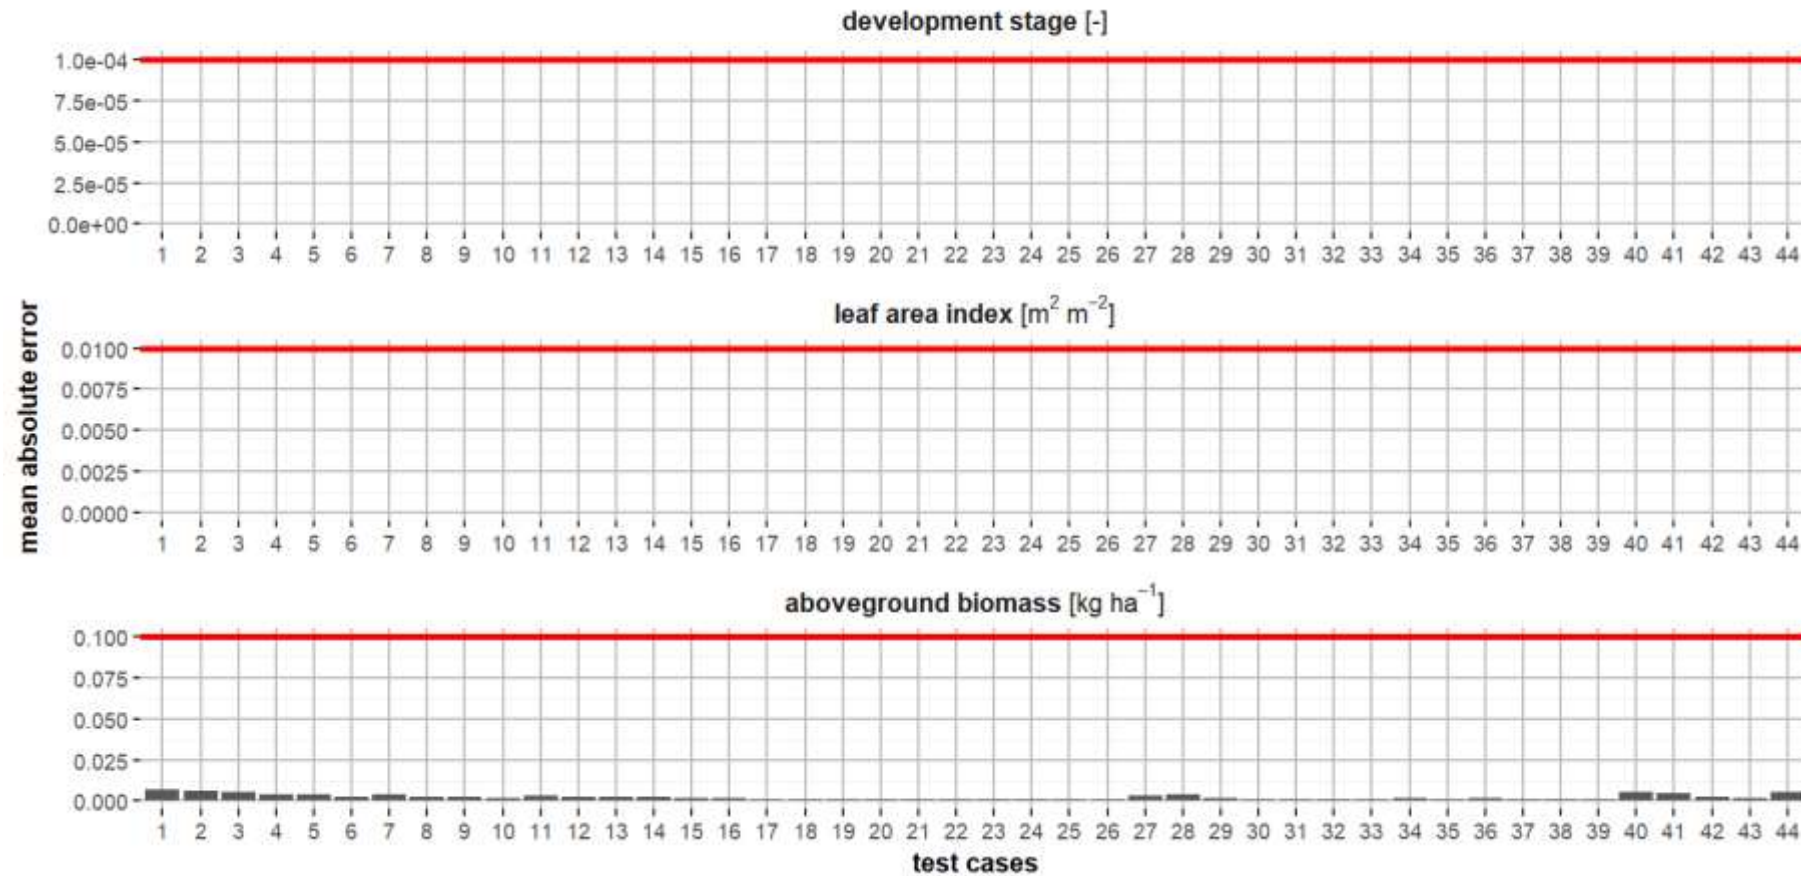 development stage [-]
1.0e-04
7.5e-05
5.0e-05
2.5e-05
0.0e+00
1 2 3 4 5 6 7 8 9 10 11 12 13 14 15 16 17 18 19 20 21 22 23 24 25 26 27 28 29 30 31 32 33 34 35 36 37 38 39 40 41 42 43 44
mean absolute error
leaf area index [m² m⁻²]
0.0100
0.0075
0.0050
0.0025
0.0000
1 2 3 4 5 6 7 8 9 10 11 12 13 14 15 16 17 18 19 20 21 22 23 24 25 26 27 28 29 30 31 32 33 34 35 36 37 38 39 40 41 42 43 44
aboveground biomass [kg ha⁻¹]
0.100
0.075
0.050
0.025
0.000
1 2 3 4 5 6 7 8 9 10 11 12 13 14 15 16 17 18 19 20 21 22 23 24 25 26 27 28 29 30 31 32 33 34 35 36 37 38 39 40 41 42 43 44
test cases